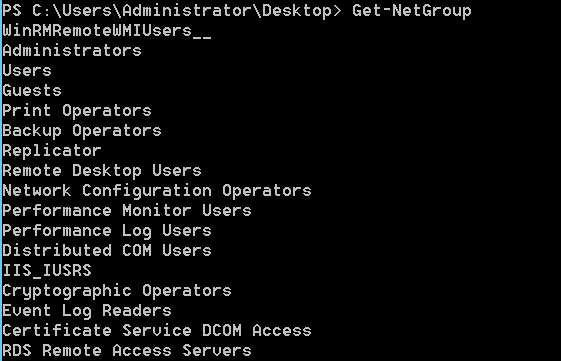 PS C:\Users\Administrator\Desktop> Get-NetGroup
WinRMRemoteWMIUsers__
Administrators
Users
Guests
Print Operators
Backup Operators
Replicator
Remote Desktop Users
Network Configuration Operators
Performance Monitor Users
Performance Log Users
Distributed COM Users
IIS_IUSRS
Cryptographic Operators
Event Log Readers
Certificate Service DCOM Access
RDS Remote Access Servers